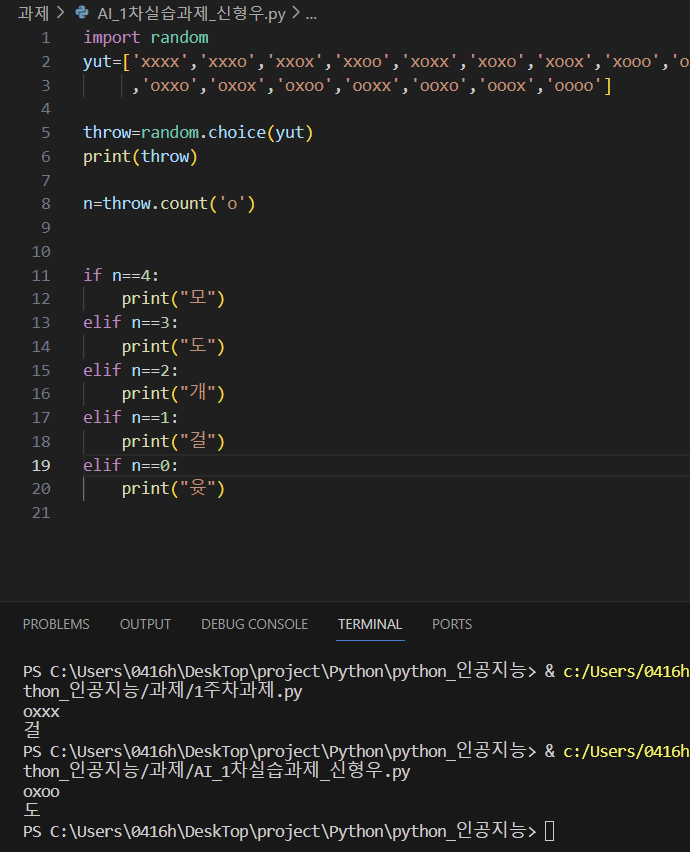 과제 > AI_1차실습과제_신형우.py > ...
1 import random
2 yut=['xxxx','xxxo','xxox','xxoo','xoxx','xoxo','xoox','xooo','o
3 ,'oxxo','oxox','oxoo','ooxx','ooxo','ooox','oooo']
4
5 throw=random.choice(yut)
6 print(throw)
7
8 n=throw.count('o')
9
10
11 if n==4:
12 print("모")
13 elif n==3:
14 print("도")
15 elif n==2:
16 print("개")
17 elif n==1:
18 print("걸")
19 elif n==0:
20 print("윷")
21
PROBLEMS OUTPUT DEBUG CONSOLE TERMINAL PORTS
PS C:\Users\0416h\DeskTop\project\Python\python_인공지능> & c:/Users/0416h
thon_인공지능/과제/1주차과제.py
oxxx
걸
PS C:\Users\0416h\DeskTop\project\Python\python_인공지능> & c:/Users/0416h
thon_인공지능/과제/AI_1차실습과제_신형우.py
oxoo
도
PS C:\Users\0416h\DeskTop\project\Python\python_인공지능>